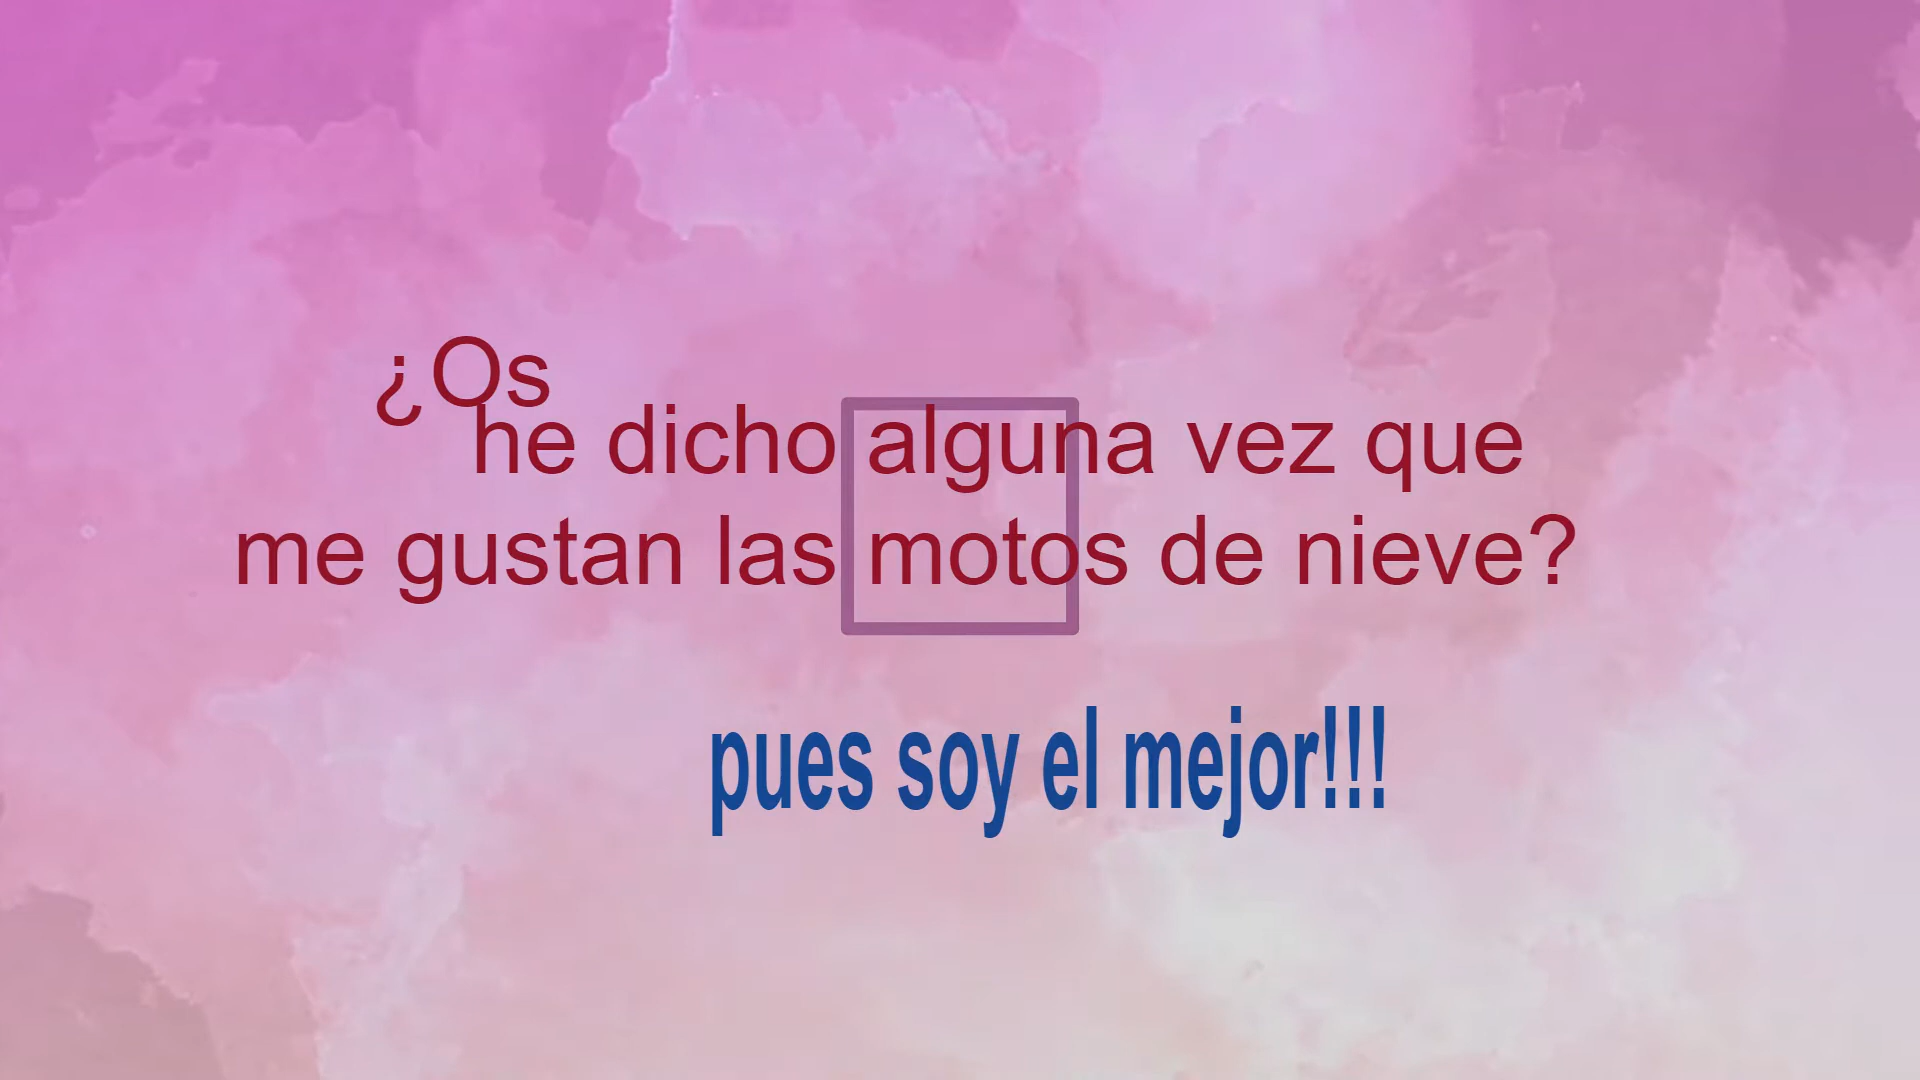 ¿Os
he dicho alguna vez que
me gustan las motos de nieve?
pues soy el mejor!!!